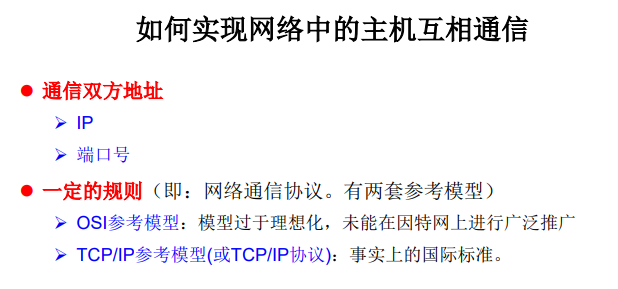 如何实现网络中的主机互相通信
通信双方地址
IP
端口号
一定的规则（即：网络通信协议。有两套参考模型）
OSI参考模型：模型过于理想化，未能在因特网上进行广泛推广
TCP/IP参考模型(或TCP/IP协议)：事实上的国际标准。